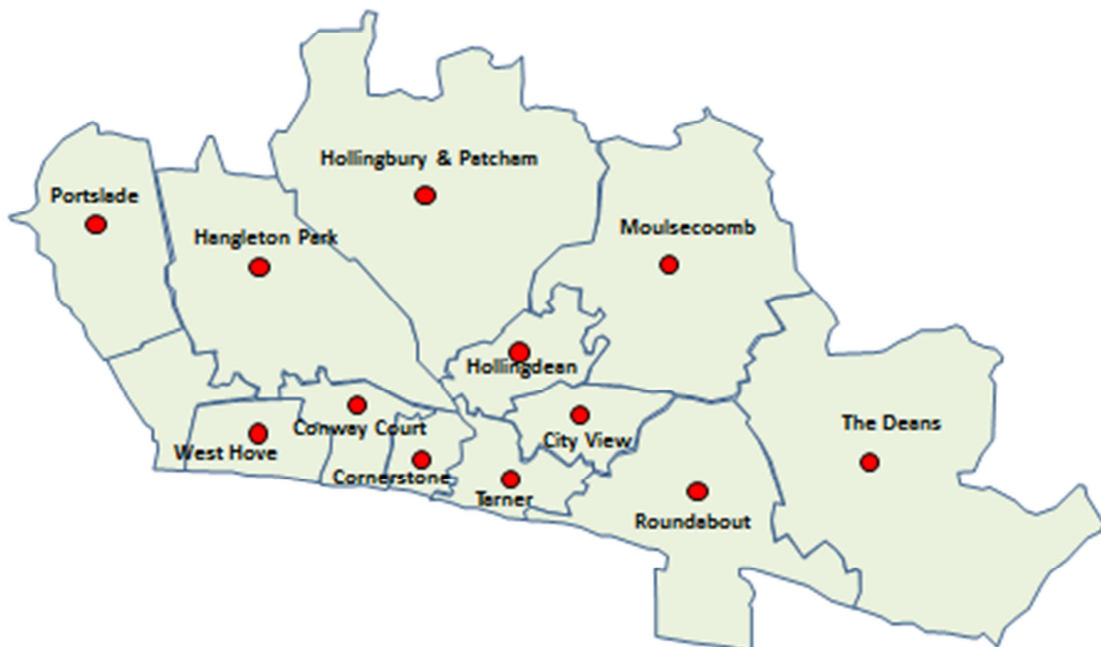 Hollingbury & Patcham
Portslade
Moulsecoomb
Hangleton Park
Hollingdean
The Deans
Conway Court
City View
West Hove
Cornerstone
Tarner
Roundabout